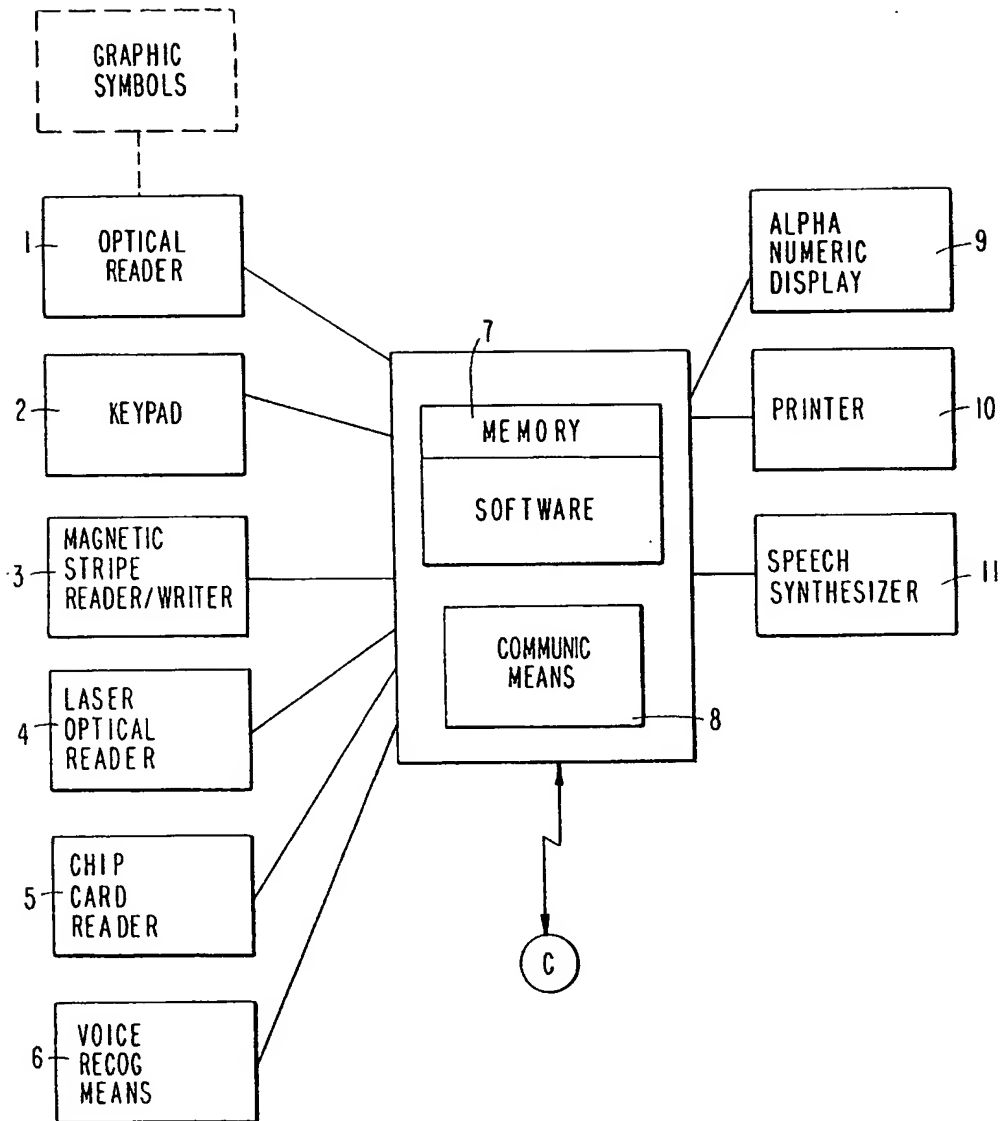 GRAPHIC
SYMBOLS
1
OPTICAL
READER
2
KEYPAD
3
MAGNETIC
STRIPE
READER/WRITER
4
LASER
OPTICAL
READER
5
CHIP
CARD
READER
6
VOICE
RECOG
MEANS
7
MEMORY
SOFTWARE
COMMUNIC
MEANS
8
C
ALPHA
NUMERIC
DISPLAY
9
PRINTER
10
SPEECH
SYNTHESIZER
11